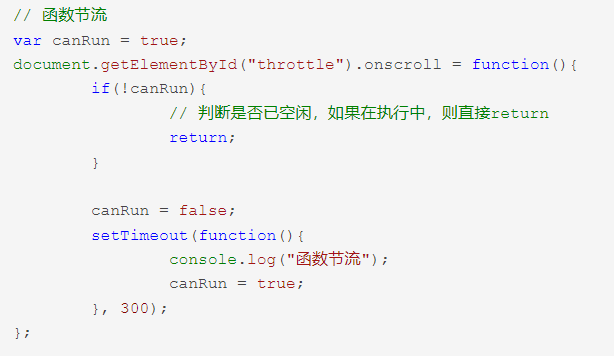 // 函数节流
var canRun = true;
document.getElementById("throttle").onscroll = function(){
        if(!canRun){
                // 判断是否已空闲，如果在执行中，则直接return
                return;
        }

        canRun = false;
        setTimeout(function(){
                console.log("函数节流");
                canRun = true;
        }, 300);
};